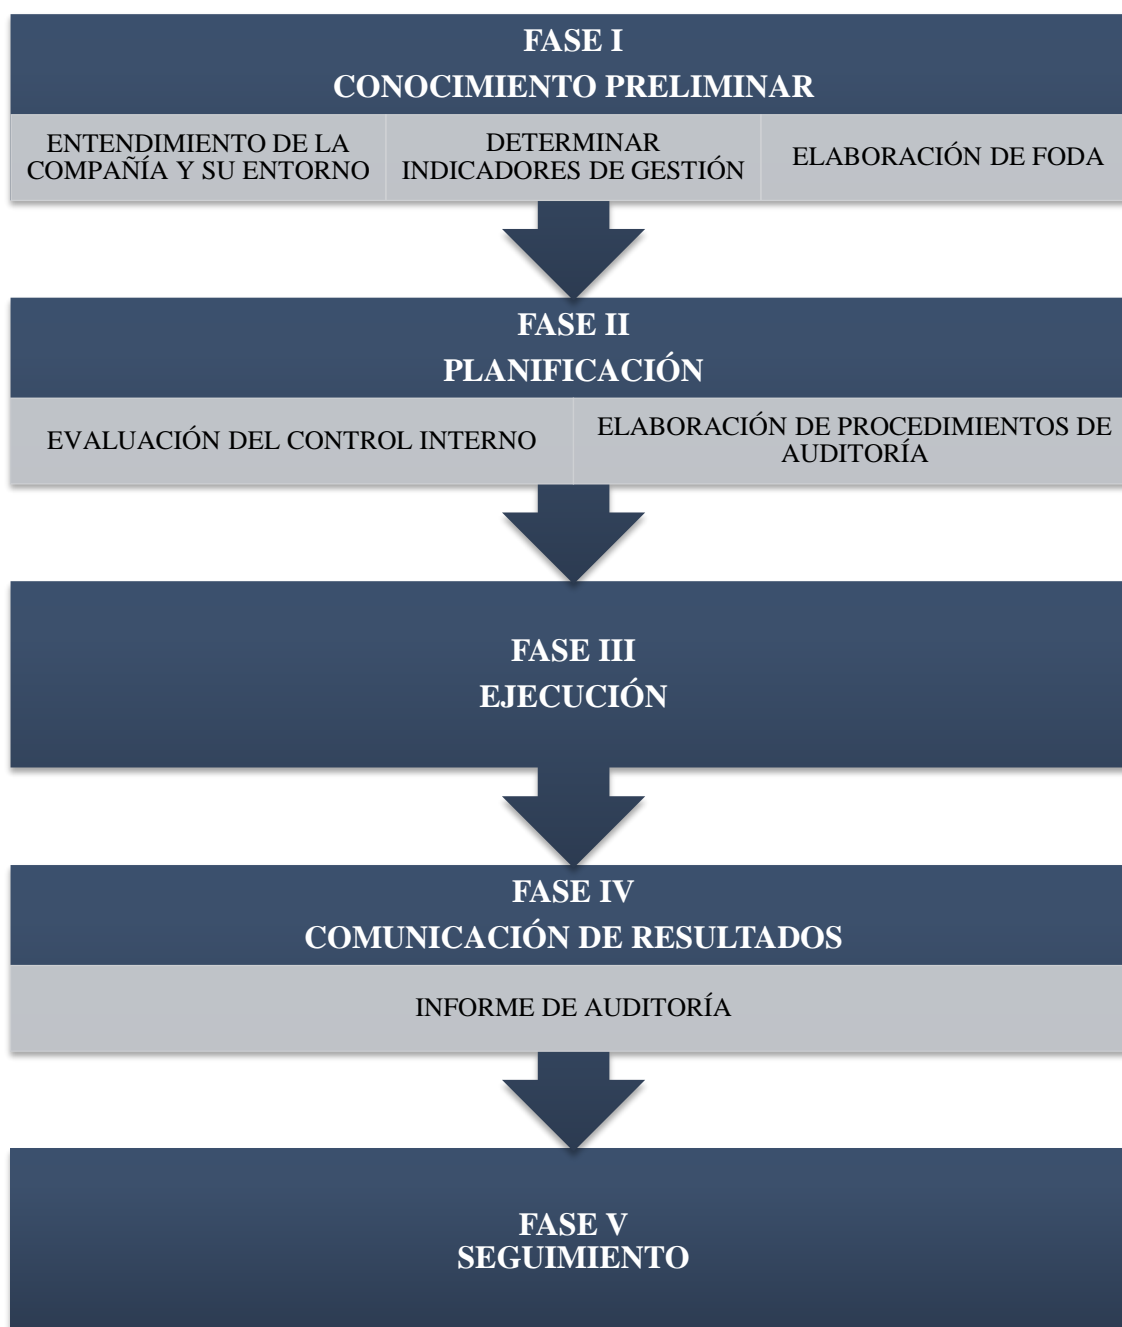 FASE I
CONOCIMIENTO PRELIMINAR
ENTENDIMIENTO DE LA
COMPAÑÍA Y SU ENTORNO
DETERMINAR
INDICADORES DE GESTIÓN
ELABORACIÓN DE FODA
FASE II
PLANIFICACIÓN
EVALUACIÓN DEL CONTROL INTERNO
ELABORACIÓN DE PROCEDIMIENTOS DE
AUDITORÍA
FASE III
EJECUCIÓN
FASE IV
COMUNICACIÓN DE RESULTADOS
INFORME DE AUDITORÍA
FASE V
SEGUIMIENTO